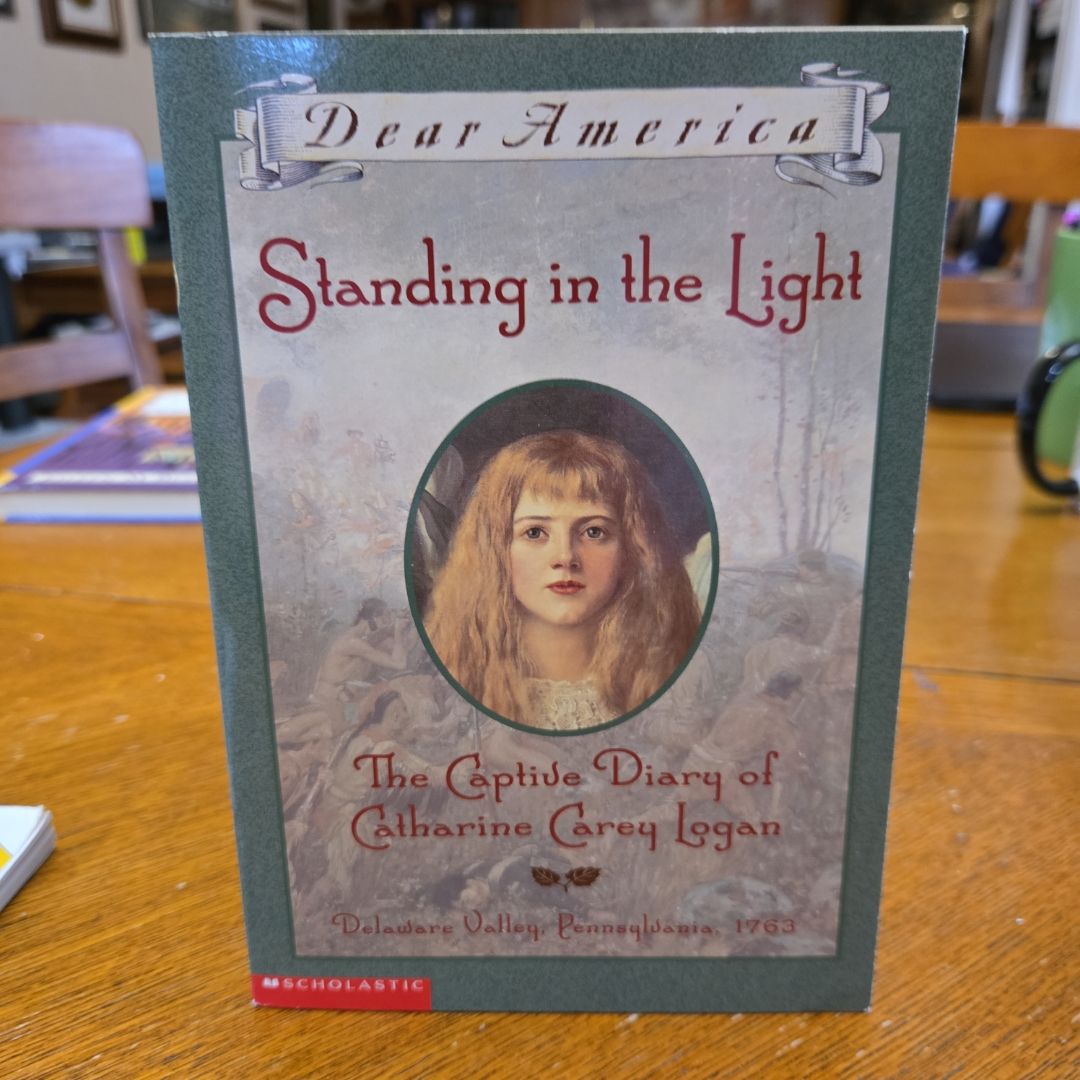 Dear America
Standing in the Light
The Captive Diary of
Catharine Carey Logan
Delaware Valley, Pennsylvania, 1763
SCHOLASTIC